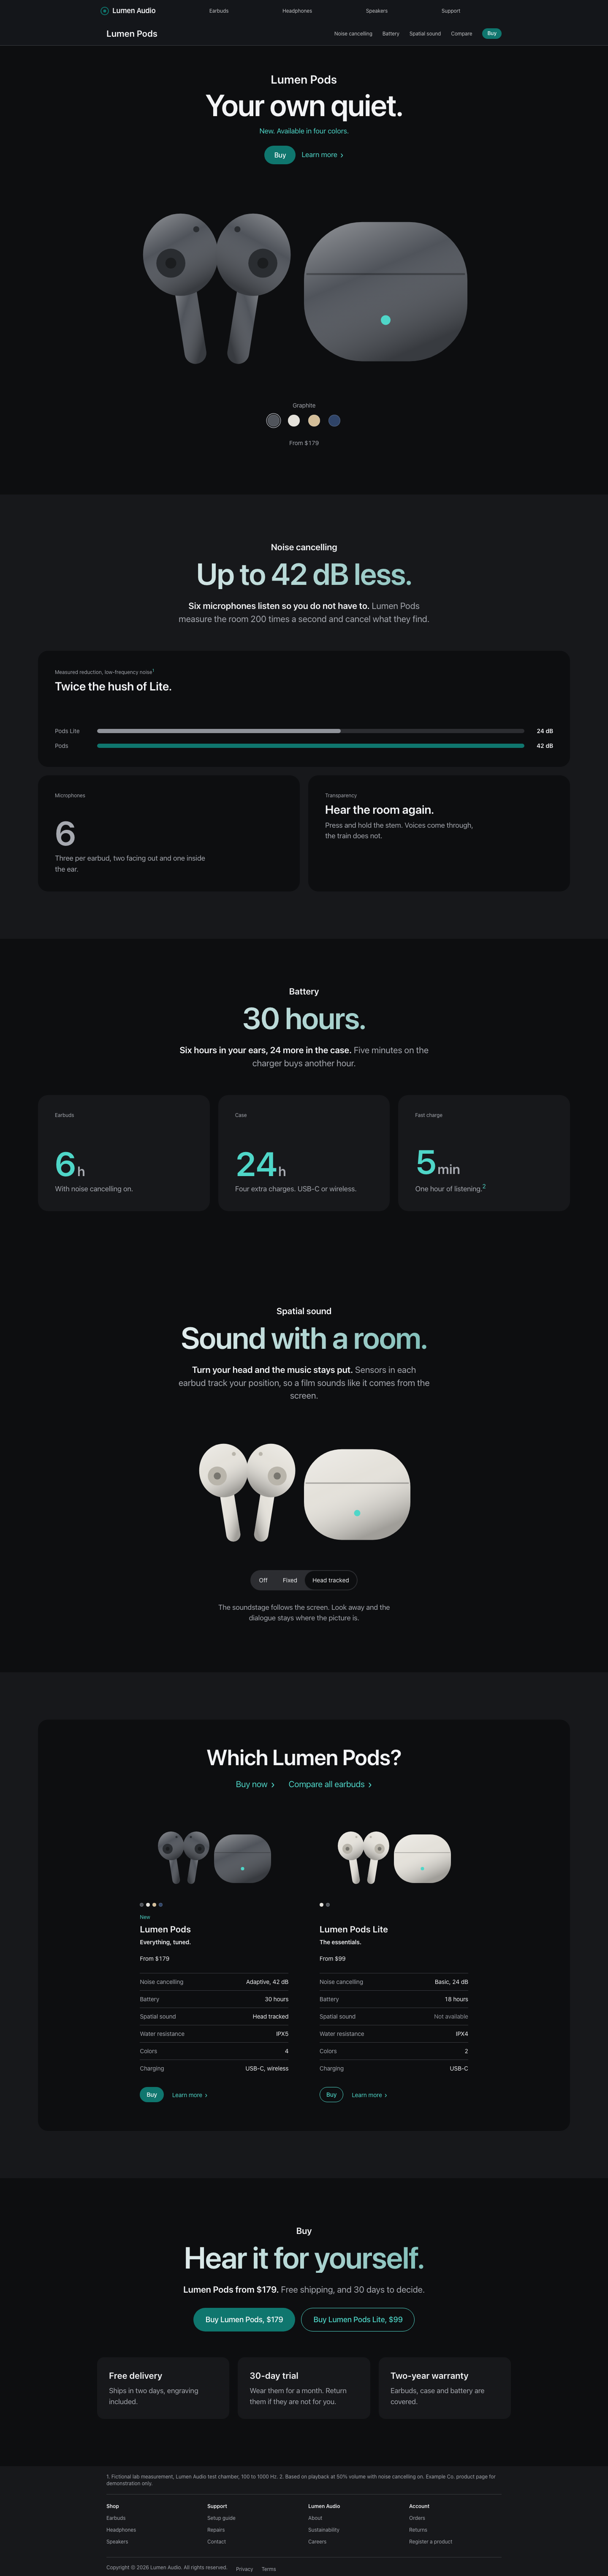 Lumen Audio
Earbuds
Headphones
Speakers
Support
Lumen Pods
Noise cancelling
Battery
Spatial sound
Compare
Buy
Lumen Pods
Your own quiet.
New. Available in four colors.
Buy
Learn more ›
Graphite
From $179
Noise cancelling
Up to 42 dB less.
Six microphones listen so you do not have to. Lumen Pods
measure the room 200 times a second and cancel what they find.
Measured reduction, low-frequency noise1
Twice the hush of Lite.
Pods Lite
24 dB
Pods
42 dB
Microphones
6
Three per earbud, two facing out and one inside
the ear.
Transparency
Hear the room again.
Press and hold the stem. Voices come through,
the train does not.
Battery
30 hours.
Six hours in your ears, 24 more in the case. Five minutes on the
charger buys another hour.
Earbuds
6 h
With noise cancelling on.
Case
24 h
Four extra charges. USB-C or wireless.
Fast charge
5 min
One hour of listening.2
Spatial sound
Sound with a room.
Turn your head and the music stays put. Sensors in each
earbud track your position, so a film sounds like it comes from the
screen.
Off
Fixed
Head tracked
The soundstage follows the screen. Look away and the
dialogue stays where the picture is.
Which Lumen Pods?
Buy now ›
Compare all earbuds ›
New
Lumen Pods
Everything, tuned.
From $179
Noise cancelling Adaptive, 42 dB
Battery 30 hours
Spatial sound Head tracked
Water resistance IPX5
Colors 4
Charging USB-C, wireless
Buy
Learn more ›
Lumen Pods Lite
The essentials.
From $99
Noise cancelling Basic, 24 dB
Battery 18 hours
Spatial sound Not available
Water resistance IPX4
Colors 2
Charging USB-C
Buy
Learn more ›
Buy
Hear it for yourself.
Lumen Pods from $179. Free shipping, and 30 days to decide.
Buy Lumen Pods, $179
Buy Lumen Pods Lite, $99
Free delivery
Ships in two days, engraving
included.
30-day trial
Wear them for a month. Return
them if they are not for you.
Two-year warranty
Earbuds, case and battery are
covered.
1. Fictional lab measurement, Lumen Audio test chamber, 100 to 1000 Hz. 2. Based on playback at 50% volume with noise cancelling on. Example Co. product page for
demonstration only.
Shop
Earbuds
Headphones
Speakers
Support
Setup guide
Repairs
Contact
Lumen Audio
About
Sustainability
Careers
Account
Orders
Returns
Register a product
Copyright © 2026 Lumen Audio. All rights reserved.
Privacy
Terms